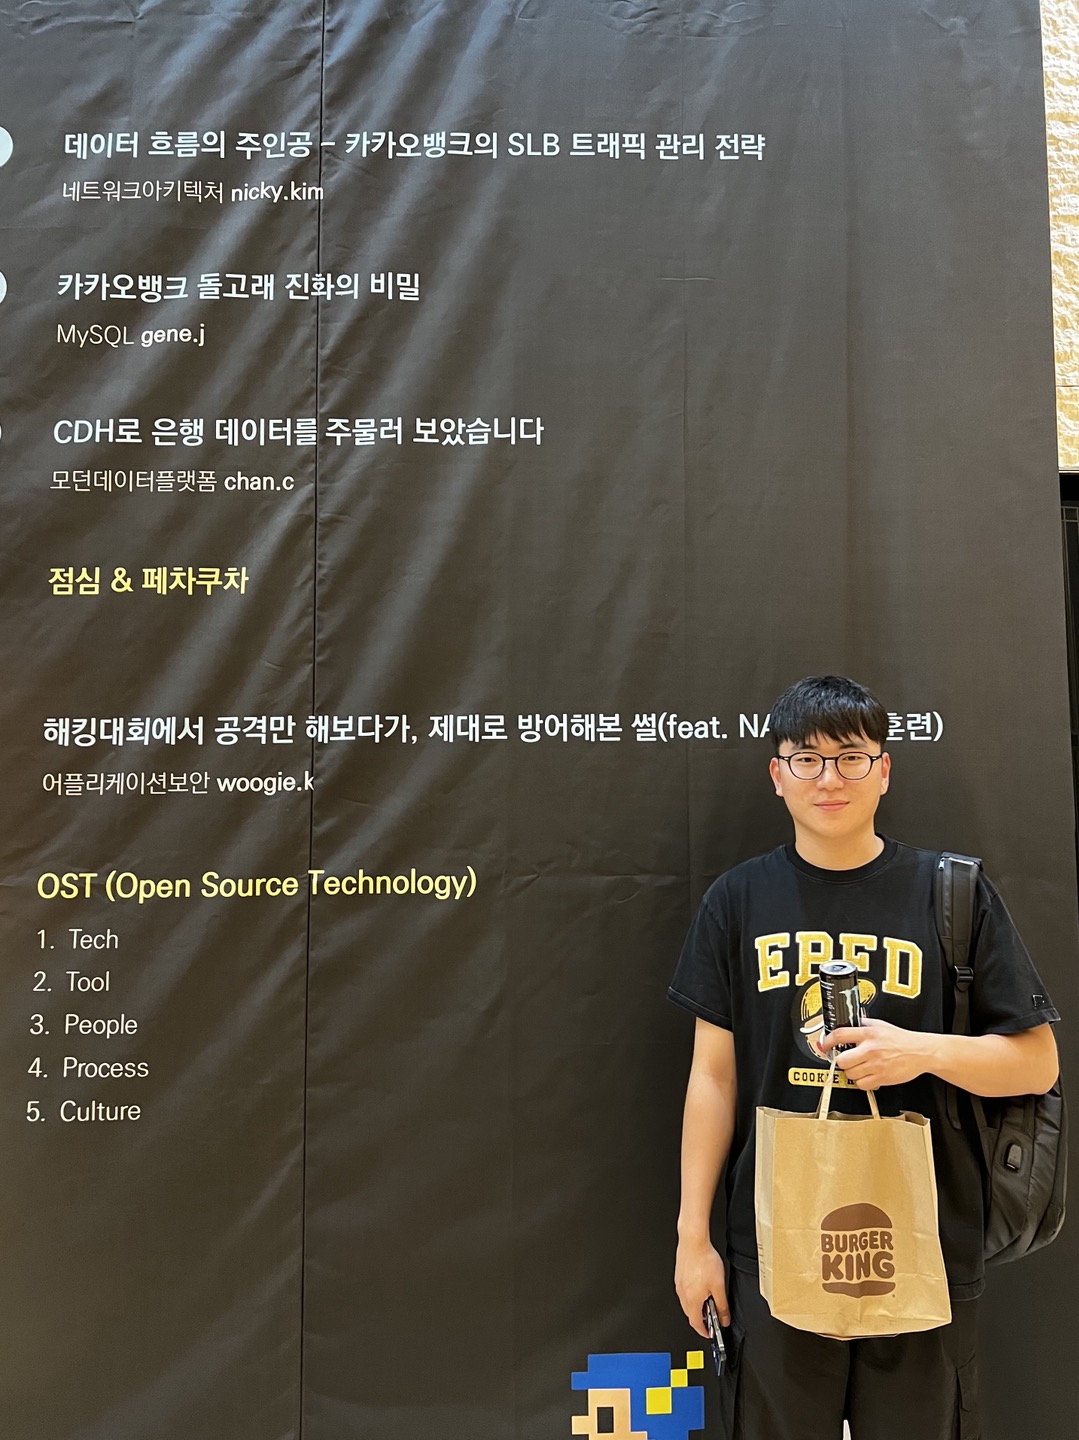 데이터 흐름의 주인공 – 카카오뱅크의 SLB 트래픽 관리 전략
네트워크아키텍처 nicky.kim
카카오뱅크 돌고래 진화의 비밀
MySQL gene.j
CDH로 은행 데이터를 주물러 보았습니다
모던데이터플랫폼 chan.c
점심 & 페차쿠차
해킹대회에서 공격만 해보다가, 제대로 방어해본 썰(feat. 훈련)
어플리케이션보안 woogie.k
OST (Open Source Technology)
1. Tech
2. Tool
3. People
4. Process
5. Culture
BURGER
KING